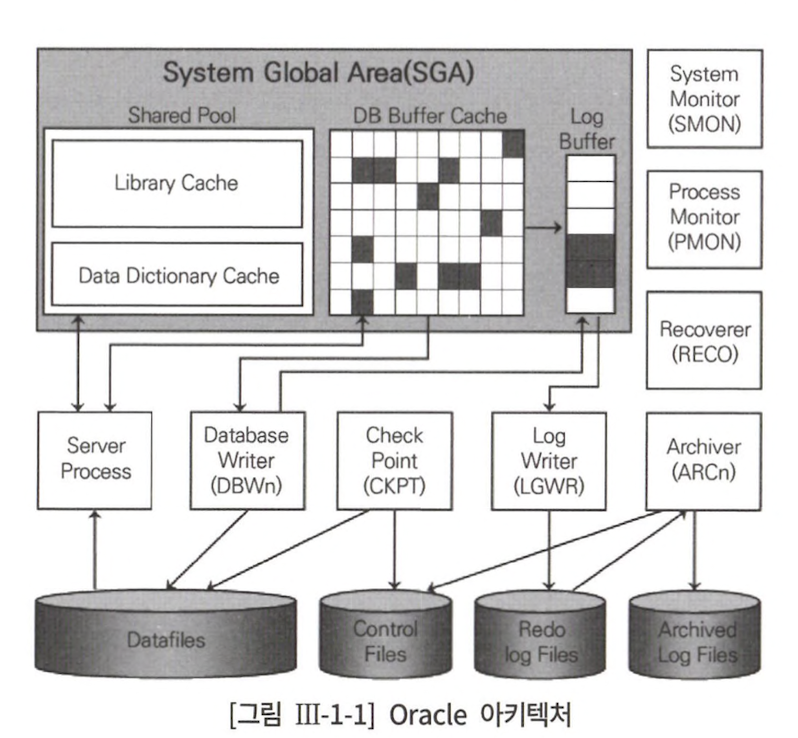 System Global Area(SGA)
Shared Pool
DB Buffer Cache
Log
Buffer
Library Cache
Data Dictionary Cache
System
Monitor
(SMON)
Process
Monitor
(PMON)
Recoverer
(RECO)
Server
Process
Database
Writer
(DBWn)
Check
Point
(CKPT)
Log
Writer
(LGWR)
Archiver
(ARCn)
Datafiles
Control
Files
Redo
log Files
Archived
Log Files
[그림 Ⅲ-1-1] Oracle 아키텍처